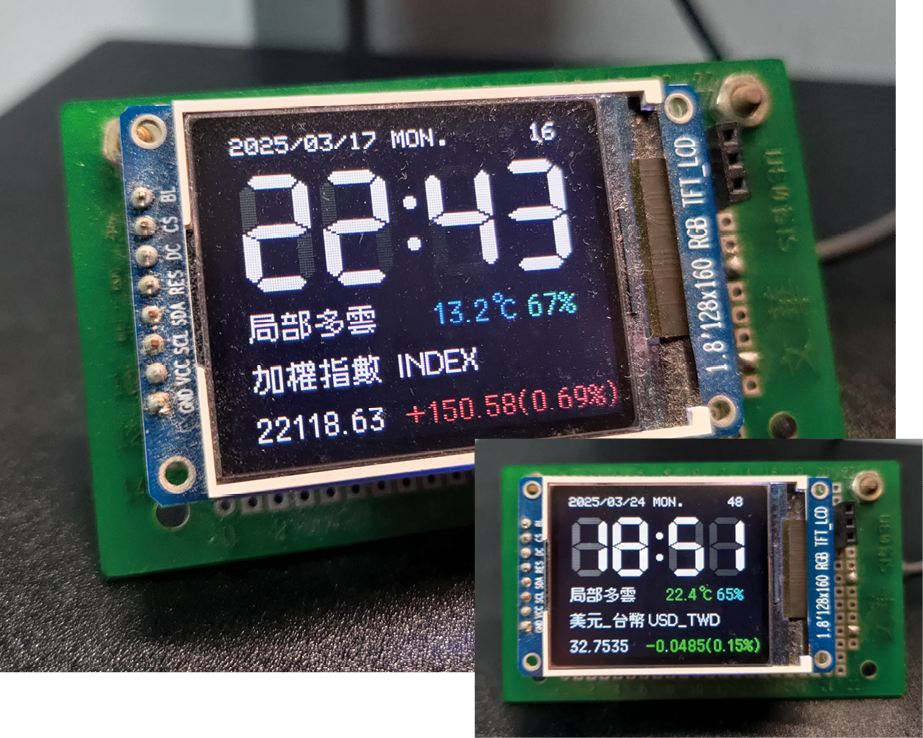 2025/03/17 MON. 16
22:43
局部多雲 13.2℃ 67%
加權指數 INDEX
22118.63 +150.58(0.69%)
BL
CS
DC
RES
SDA
SCL
VCC
GND
1.8'128x160 RGB TFT_LCD
2025/03/24 MON. 48
18:51
局部多雲 22.4℃ 65%
美元_台幣 USD_TWD
32.7535 -0.0485(0.15%)
BL
CS
DC
RES
SDA
SCL
VCC
GND
1.8'128x160 RGB TFT_LCD